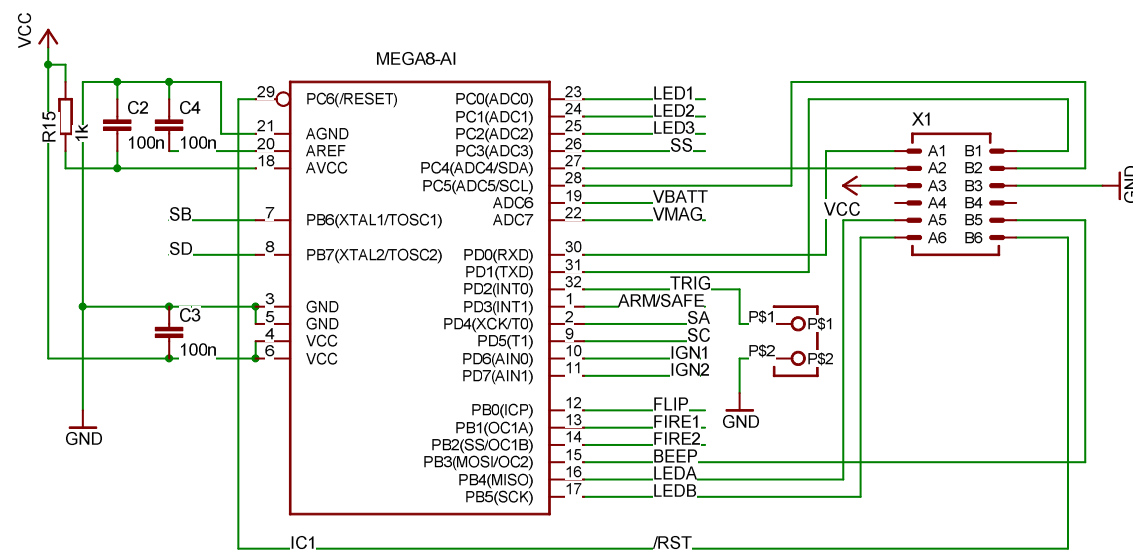 VCC
MEGA8-AI
R15
1k
C2
100n
C4
100n
29 PC6(/RESET)
21 AGND
20 AREF
18 AVCC
SB 7 PB6(XTAL1/TOSC1)
SD 8 PB7(XTAL2/TOSC2)
3 GND
5 GND
4 VCC
6 VCC
C3
100n
GND
PC0(ADC0) 23 LED1
PC1(ADC1) 24 LED2
PC2(ADC2) 25 LED3
PC3(ADC3) 26 SS
PC4(ADC4/SDA) 27
PC5(ADC5/SCL) 28
ADC6 19 VBATT
ADC7 22 VMAG
PD0(RXD) 30
PD1(TXD) 31
PD2(INT0) 32 TRIG
PD3(INT1) 1 ARM/SAFE
PD4(XCK/T0) 2 SA
PD5(T1) 9 SC
PD6(AIN0) 10 IGN1
PD7(AIN1) 11 IGN2
PB0(ICP) 12 FLIP
PB1(OC1A) 13 FIRE1
PB2(SS/OC1B) 14 FIRE2
PB3(MOSI/OC2) 15 BEEP
PB4(MISO) 16 LEDA
PB5(SCK) 17 LEDB
IC1
/RST
X1
A1 B1
A2 B2
A3 B3
A4 B4
A5 B5
A6 B6
VCC
GND
P$1 P$1
P$2 P$2
GND